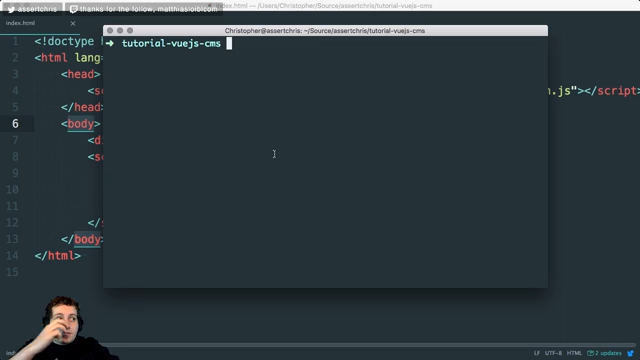 assertchris
thanks for the follow, matthiasloibl com
index.html — /Users/Christopher/Source/assertchris/tutorial-vuejs-cms
index.html
Christopher@assertchris: ~/Source/assertchris/tutorial-vuejs-cms
➜ tutorial-vuejs-cms
1 <!doctype
2 <html lang=
3 <head>
4 <s n.js"></script>
5 </head>
6 <body>
7 <d
8 <s
9
10
11
12 </s
13 </body>
14 </html>
15
LF UTF-8 HTML 2 updates